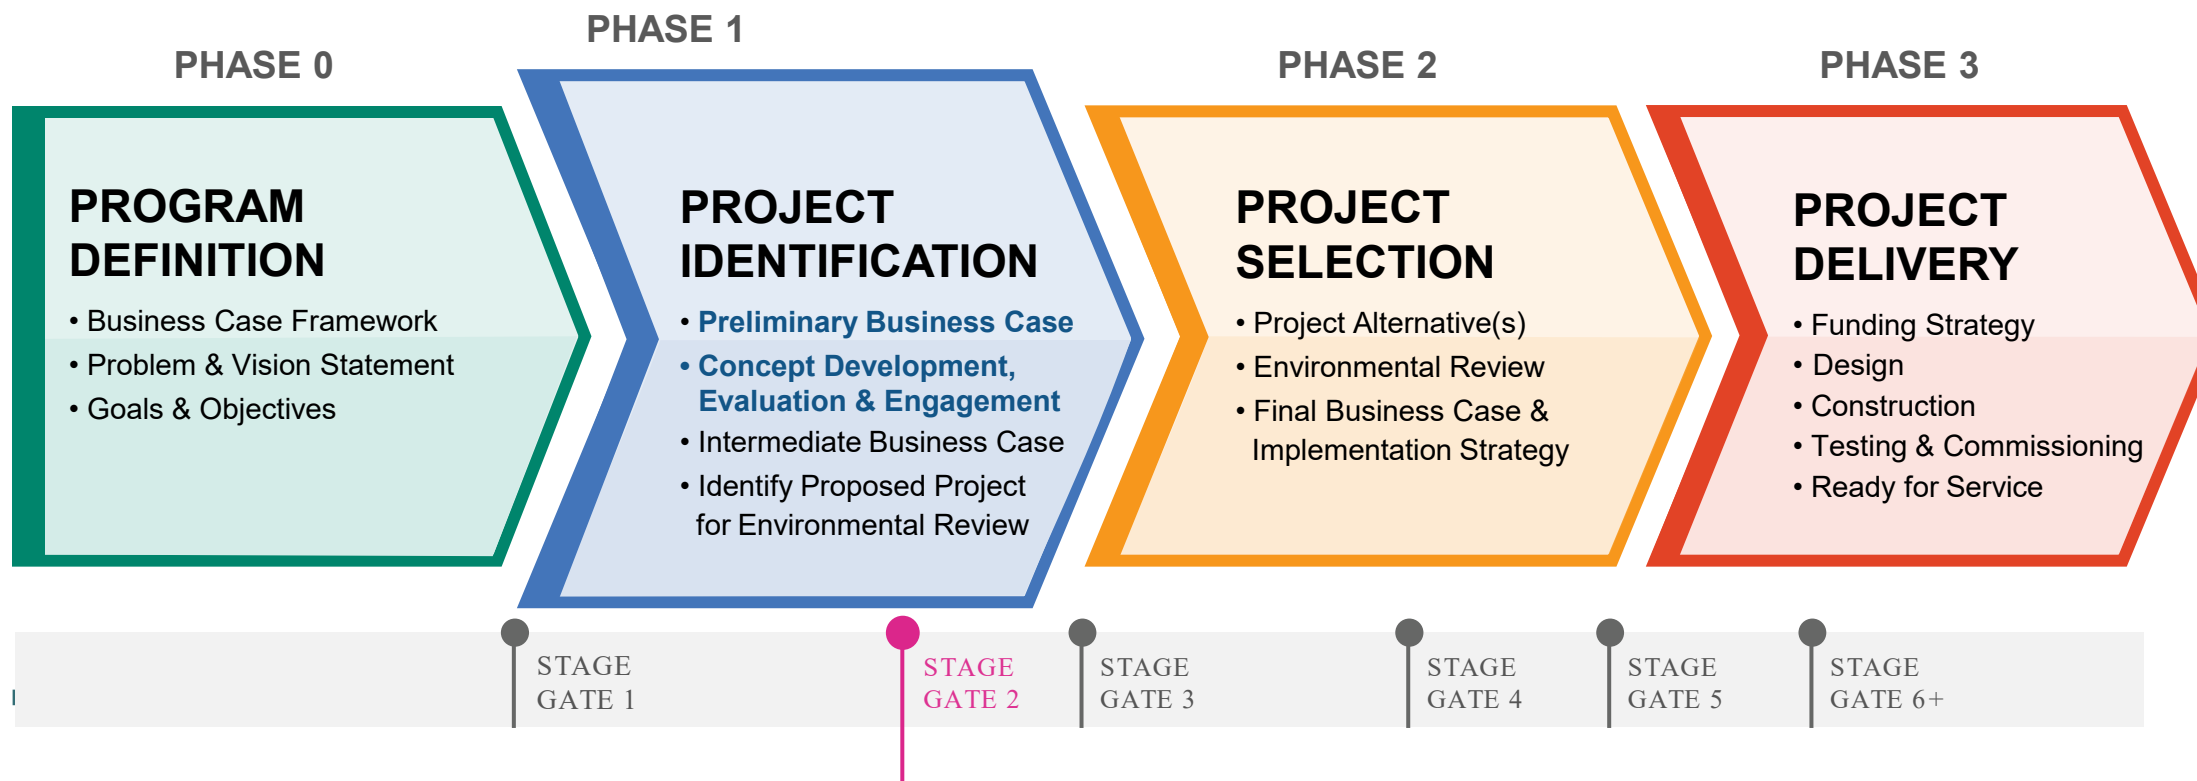 PHASE 0
PROGRAM
DEFINITION
• Business Case Framework
• Problem & Vision Statement
• Goals & Objectives
PHASE 1
PROJECT
IDENTIFICATION
• Preliminary Business Case
• Concept Development,
Evaluation & Engagement
• Intermediate Business Case
• Identify Proposed Project
for Environmental Review
PHASE 2
PROJECT
SELECTION
• Project Alternative(s)
• Environmental Review
• Final Business Case &
Implementation Strategy
PHASE 3
PROJECT
DELIVERY
• Funding Strategy
• Design
• Construction
• Testing & Commissioning
• Ready for Service
STAGE
GATE 1
STAGE
GATE 2
STAGE
GATE 3
STAGE
GATE 4
STAGE
GATE 5
STAGE
GATE 6+